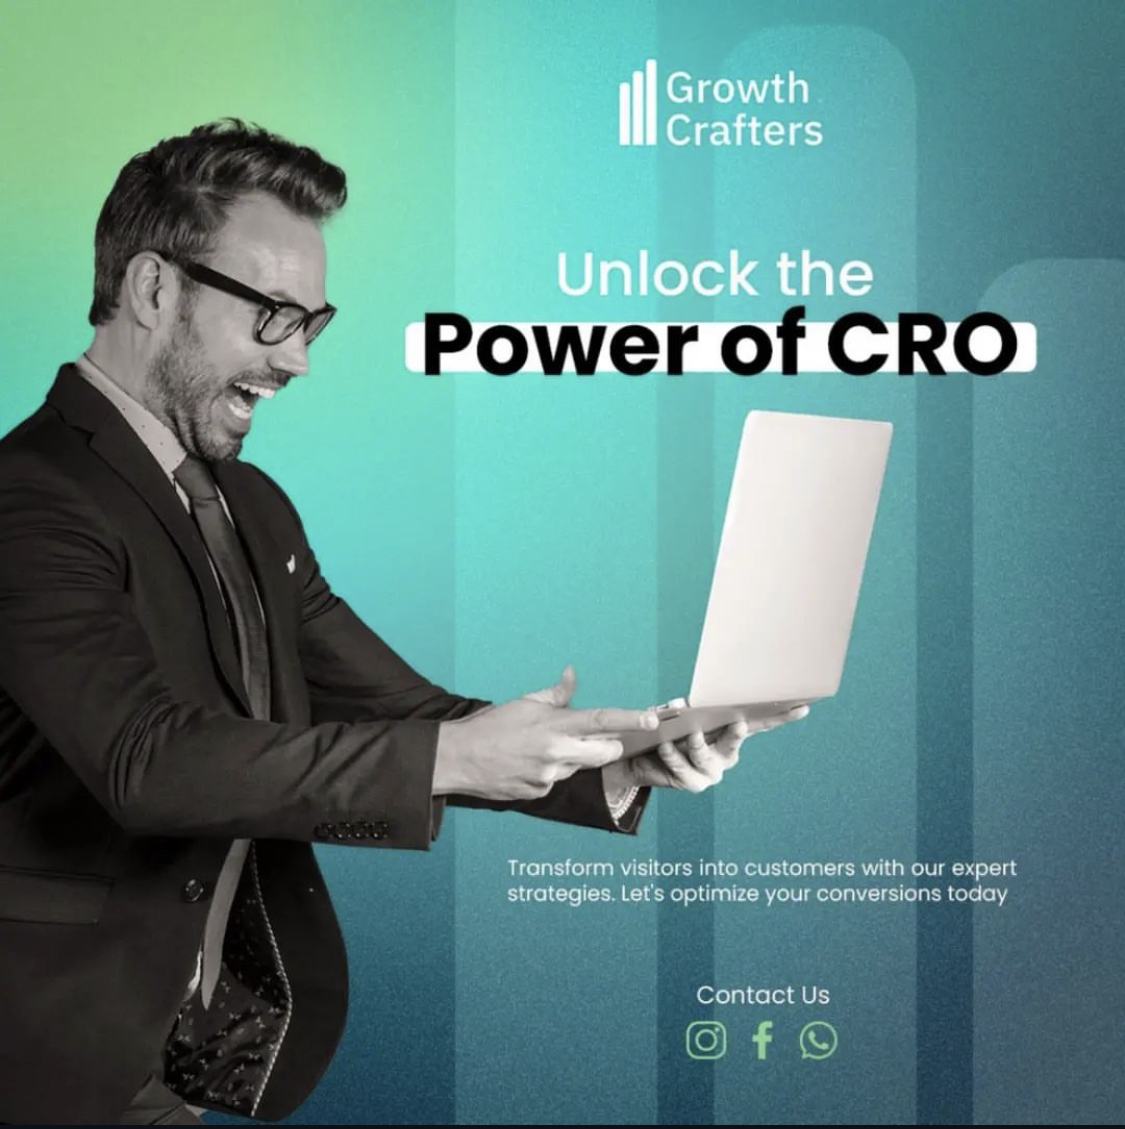 Growth
Crafters
Unlock the
Power of CRO
Transform visitors into customers with our expert
strategies. Let's optimize your conversions today
Contact Us